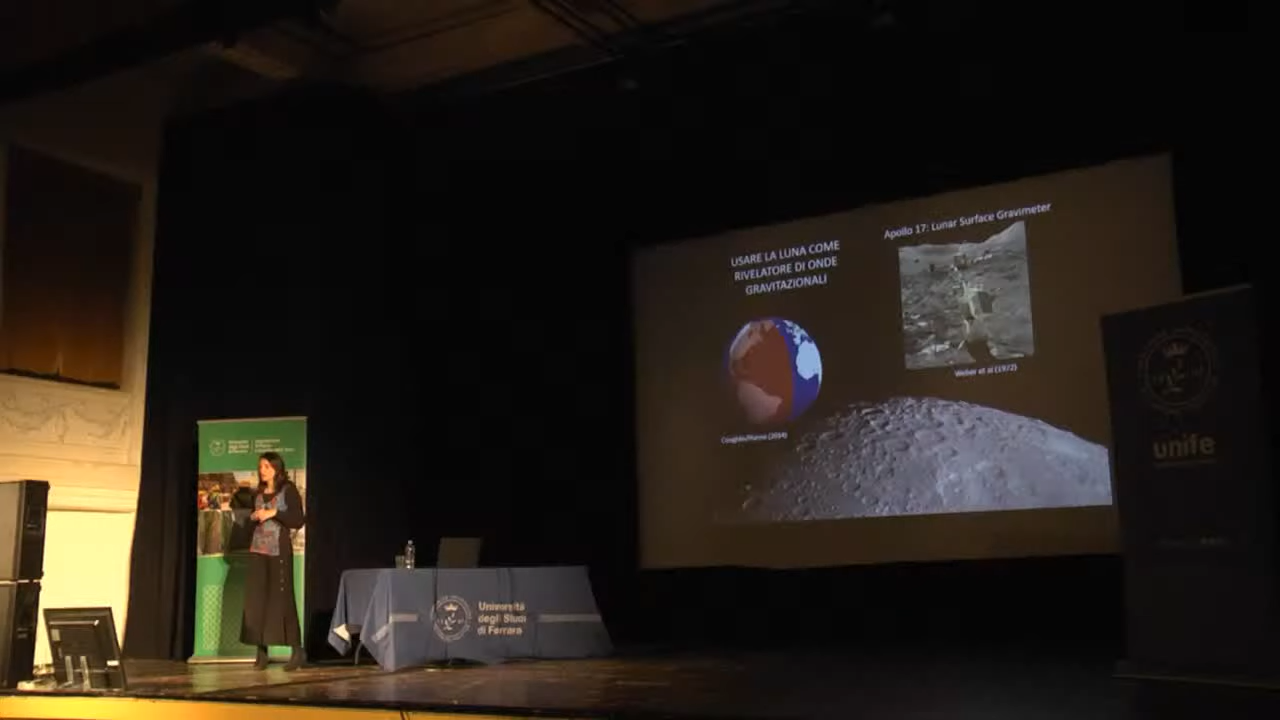 USARE LA LUNA COME
RIVELATORE DI ONDE
GRAVITAZIONALI
Apollo 17: Lunar Surface Gravimeter
Weber et al (1972)
unife
Università
degli Studi
di Ferrara